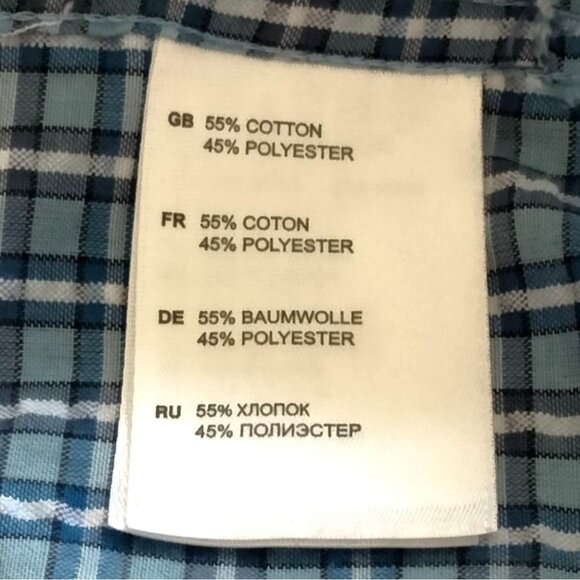 GB 55% COTTON
45% POLYESTER
FR 55% COTON
45% POLYESTER
DE 55% BAUMWOLLE
45% POLYESTER
RU 55% ХЛОПОК
45% ПОЛИЭСТЕР